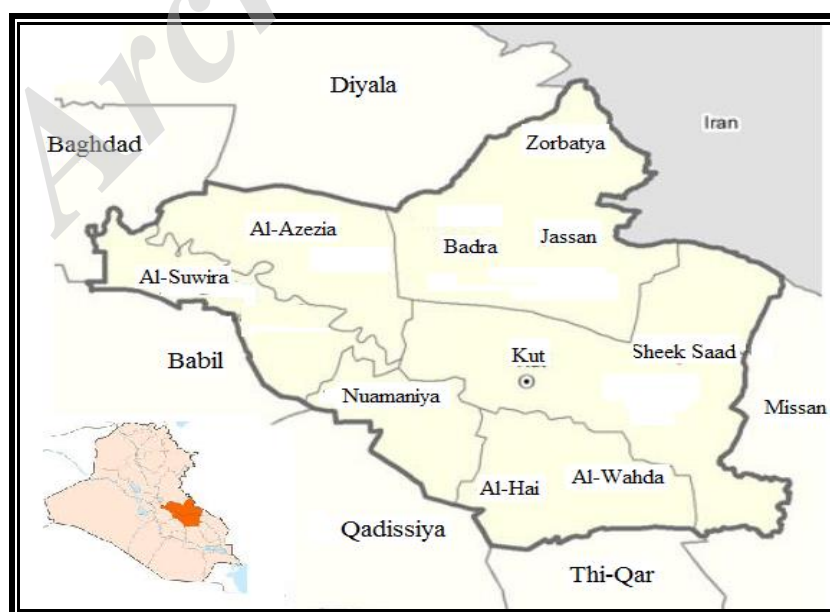 Arc
Diyala
Iran
Baghdad
Zorbatya
Al-Azezia
Badra
Jassan
Al-Suwira
Babil
Kut
Sheek Saad
Nuamaniya
Missan
Al-Hai
Al-Wahda
Qadissiya
Thi-Qar